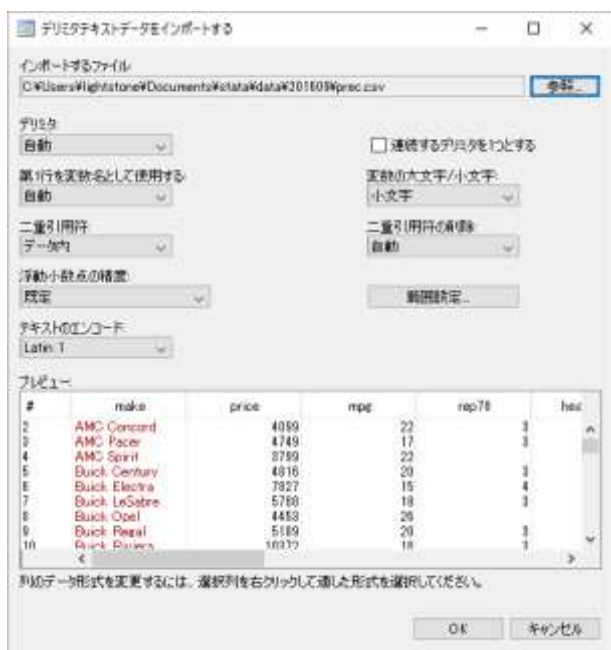 デリミタテキストデータをインポートする
インポートするファイル:
C:¥Users¥lightstone¥Documents¥stata¥data¥201609¥prec.csv 参照...
デリミタ:
自動 連続するデリミタを1つとする
第1行を変数名として使用する: 変数の大文字/小文字:
自動 小文字
二重引用符: 二重引用符の削除:
データ内 自動
浮動小数点の精度:
既定 範囲設定...
テキストのエンコード:
Latin 1
プレビュー:
# make price mpg rep78 hea
2 AMC Concord 4099 22 3
3 AMC Pacer 4749 17 3
4 AMC Spirit 3799 22
5 Buick Century 4816 20 3
6 Buick Electra 7827 15 4
7 Buick LeSabre 5788 18 3
8 Buick Opel 4453 26
9 Buick Regal 5189 20 3
10 Buick Riviera 10372 16 3
列のデータ形式を変更するには、選択列を右クリックして適した形式を選択してください。
OK キャンセル